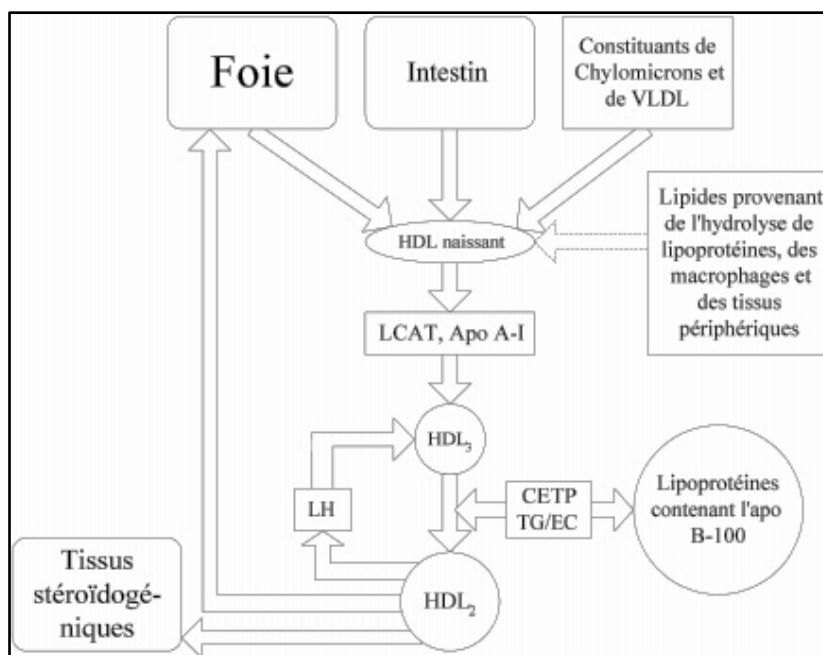 Foie
Intestin
Constituants de
Chylomicrons et
de VLDL
HDL naissant
Lipides provenant
de l'hydrolyse de
lipoprotéines, des
macrophages et
des tissus
périphériques
LCAT, Apo A-I
HDL₃
LH
CETP
TG/EC
Lipoprotéines
contenant l'apo
B-100
Tissus
stéroïdogé-
niques
HDL₂